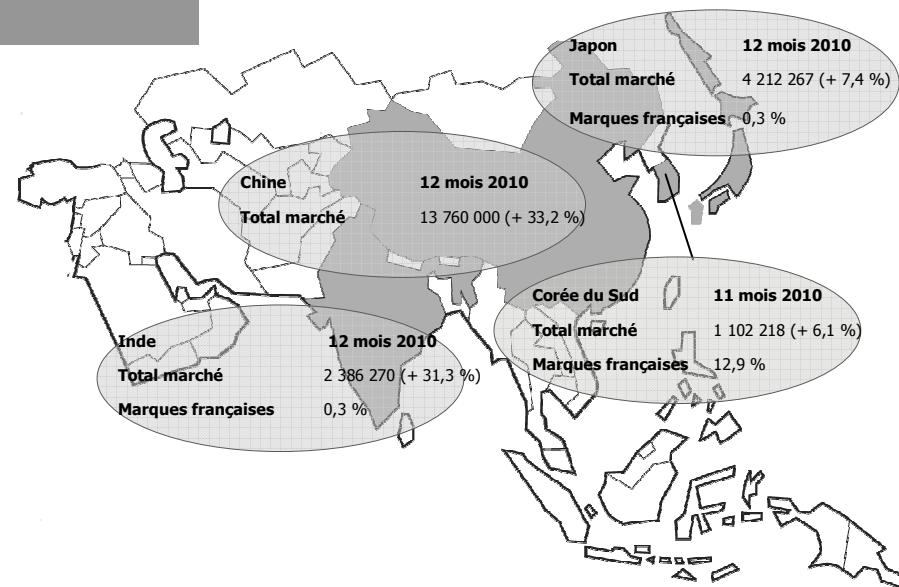 Japon 12 mois 2010
Total marché 4 212 267 (+ 7,4 %)
Marques françaises 0,3 %
Chine 12 mois 2010
Total marché 13 760 000 (+ 33,2 %)
Corée du Sud 11 mois 2010
Total marché 1 102 218 (+ 6,1 %)
Marques françaises 12,9 %
Inde 12 mois 2010
Total marché 2 386 270 (+ 31,3 %)
Marques françaises 0,3 %